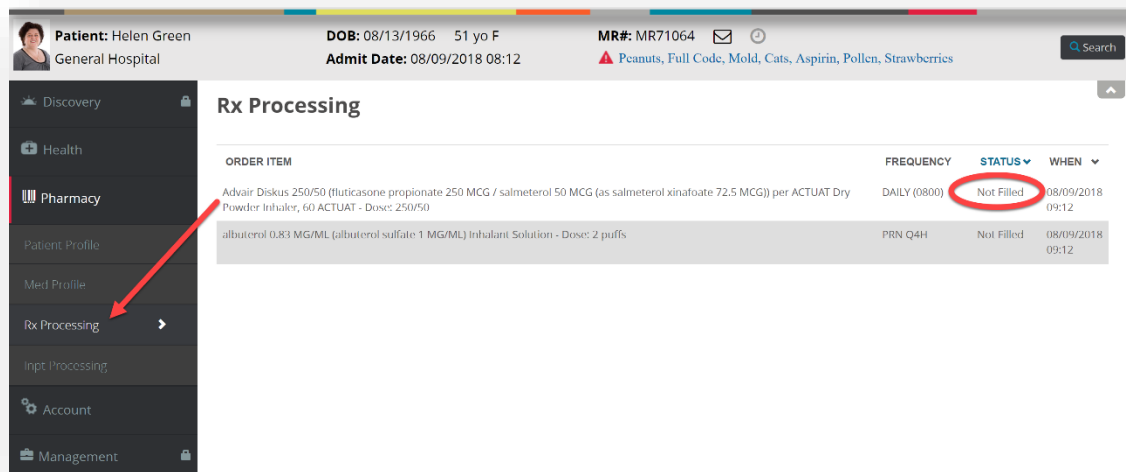 Patient: Helen Green DOB: 08/13/1966 51 yo F MR#: MR71064
General Hospital Admit Date: 08/09/2018 08:12 Peanuts, Full Code, Mold, Cats, Aspirin, Pollen, Strawberries
Search
Discovery
Health
Pharmacy
Patient Profile
Med Profile
Rx Processing
Inpt Processing
Account
Management
Rx Processing
ORDER ITEM FREQUENCY STATUS WHEN
Advair Diskus 250/50 (fluticasone propionate 250 MCG / salmeterol 50 MCG (as salmeterol xinafoate 72.5 MCG)) per ACTUAT Dry DAILY (0800) Not Filled 08/09/2018
Powder Inhaler, 60 ACTUAT - Dose: 250/50 09:12
albuterol 0.83 MG/ML (albuterol sulfate 1 MG/ML) Inhalant Solution - Dose: 2 puffs PRN Q4H Not Filled 08/09/2018
09:12